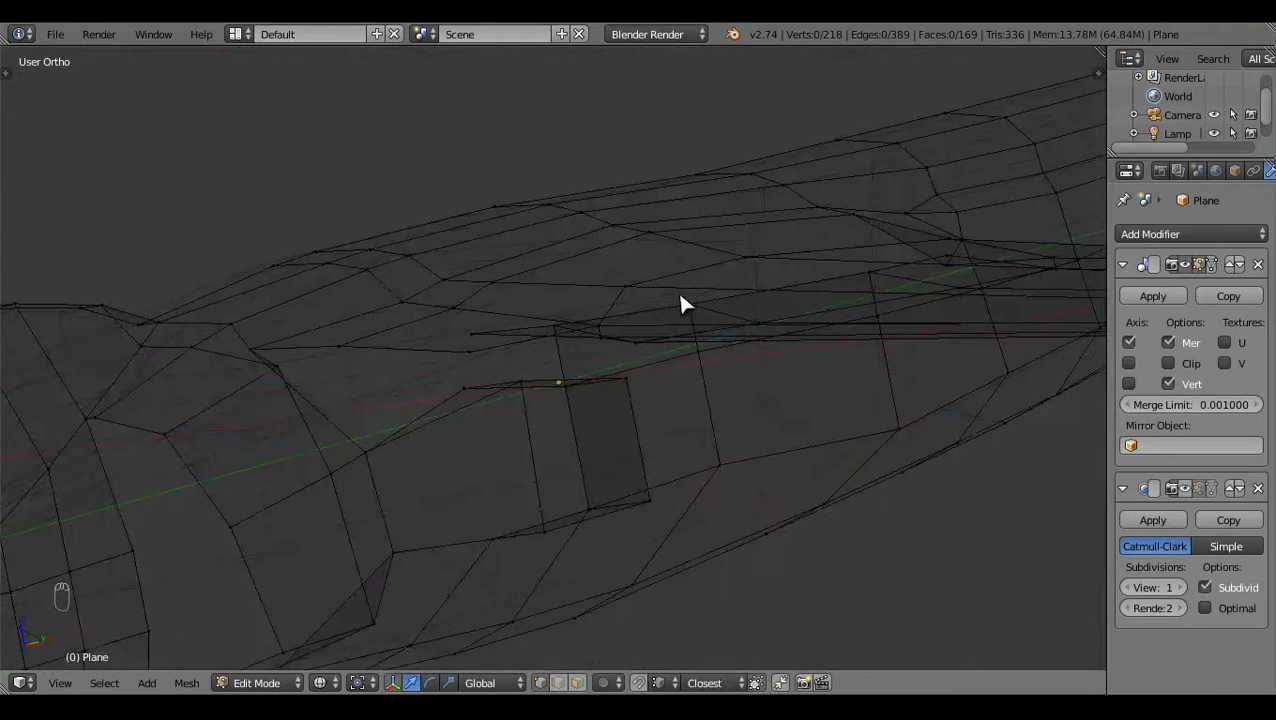 File Render Window Help Default Scene Blender Render v2.74 | Verts:0/218 | Edges:0/389 | Faces:0/169 | Tris:336 | Mem:13.78M (64.84M) | Plane
User Ortho
View Search All Sc
RenderL
World
Camera
Lamp
Plane
Add Modifier
Apply Copy
Axis: Options: Textures:
Mer U
Clip V
Vert
Merge Limit: 0.001000
Mirror Object:
Apply Copy
Catmull-Clark Simple
Subdivisions: Options:
View: 1 Subdivid
Rende:2 Optimal
(0) Plane
View Select Add Mesh Edit Mode Global Closest